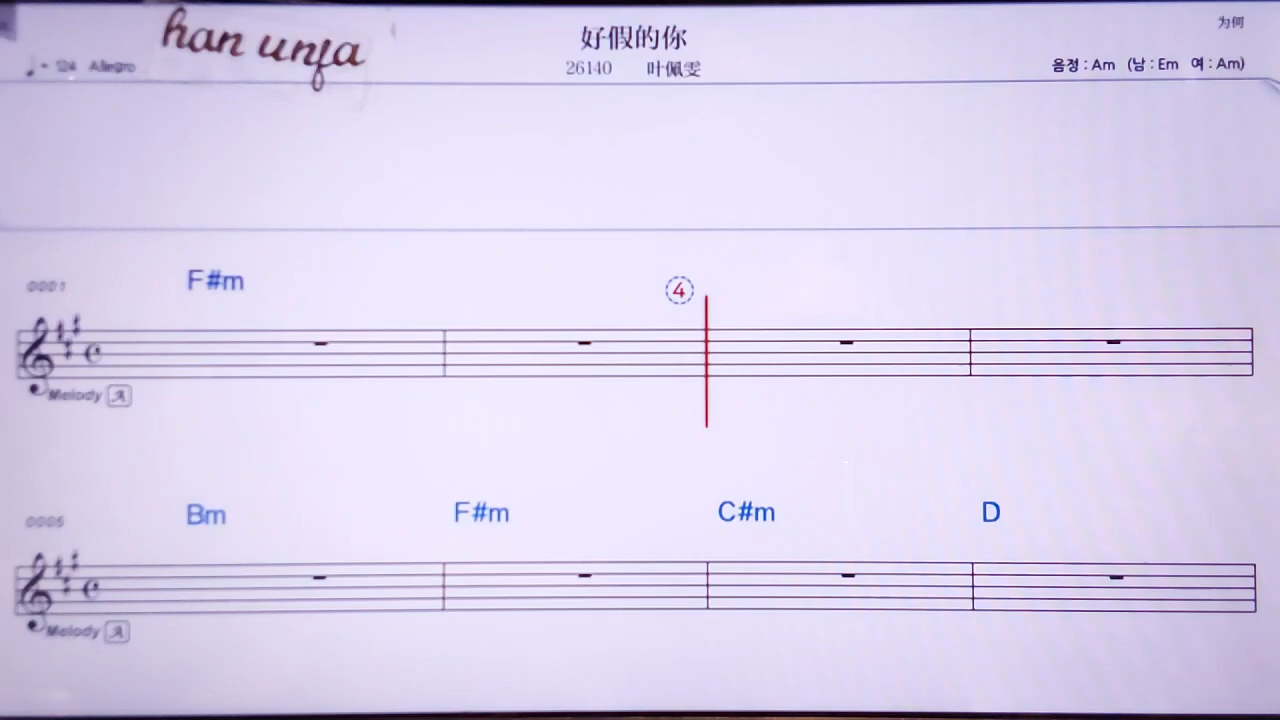 han unfa
好假的你
为何
♩= 124 Allegro
26140 叶佩雯
음정 : Am (남 : Em 여 : Am)
0001 F#m ④
Melody A
0005 Bm F#m C#m D
Melody A